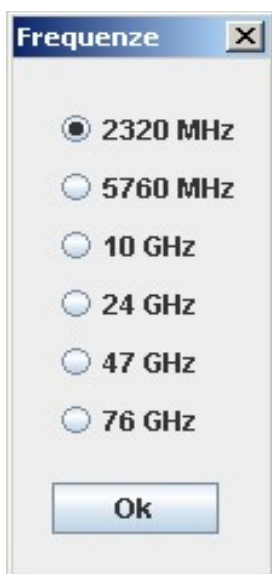 Frequenze
2320 MHz
5760 MHz
10 GHz
24 GHz
47 GHz
76 GHz
Ok